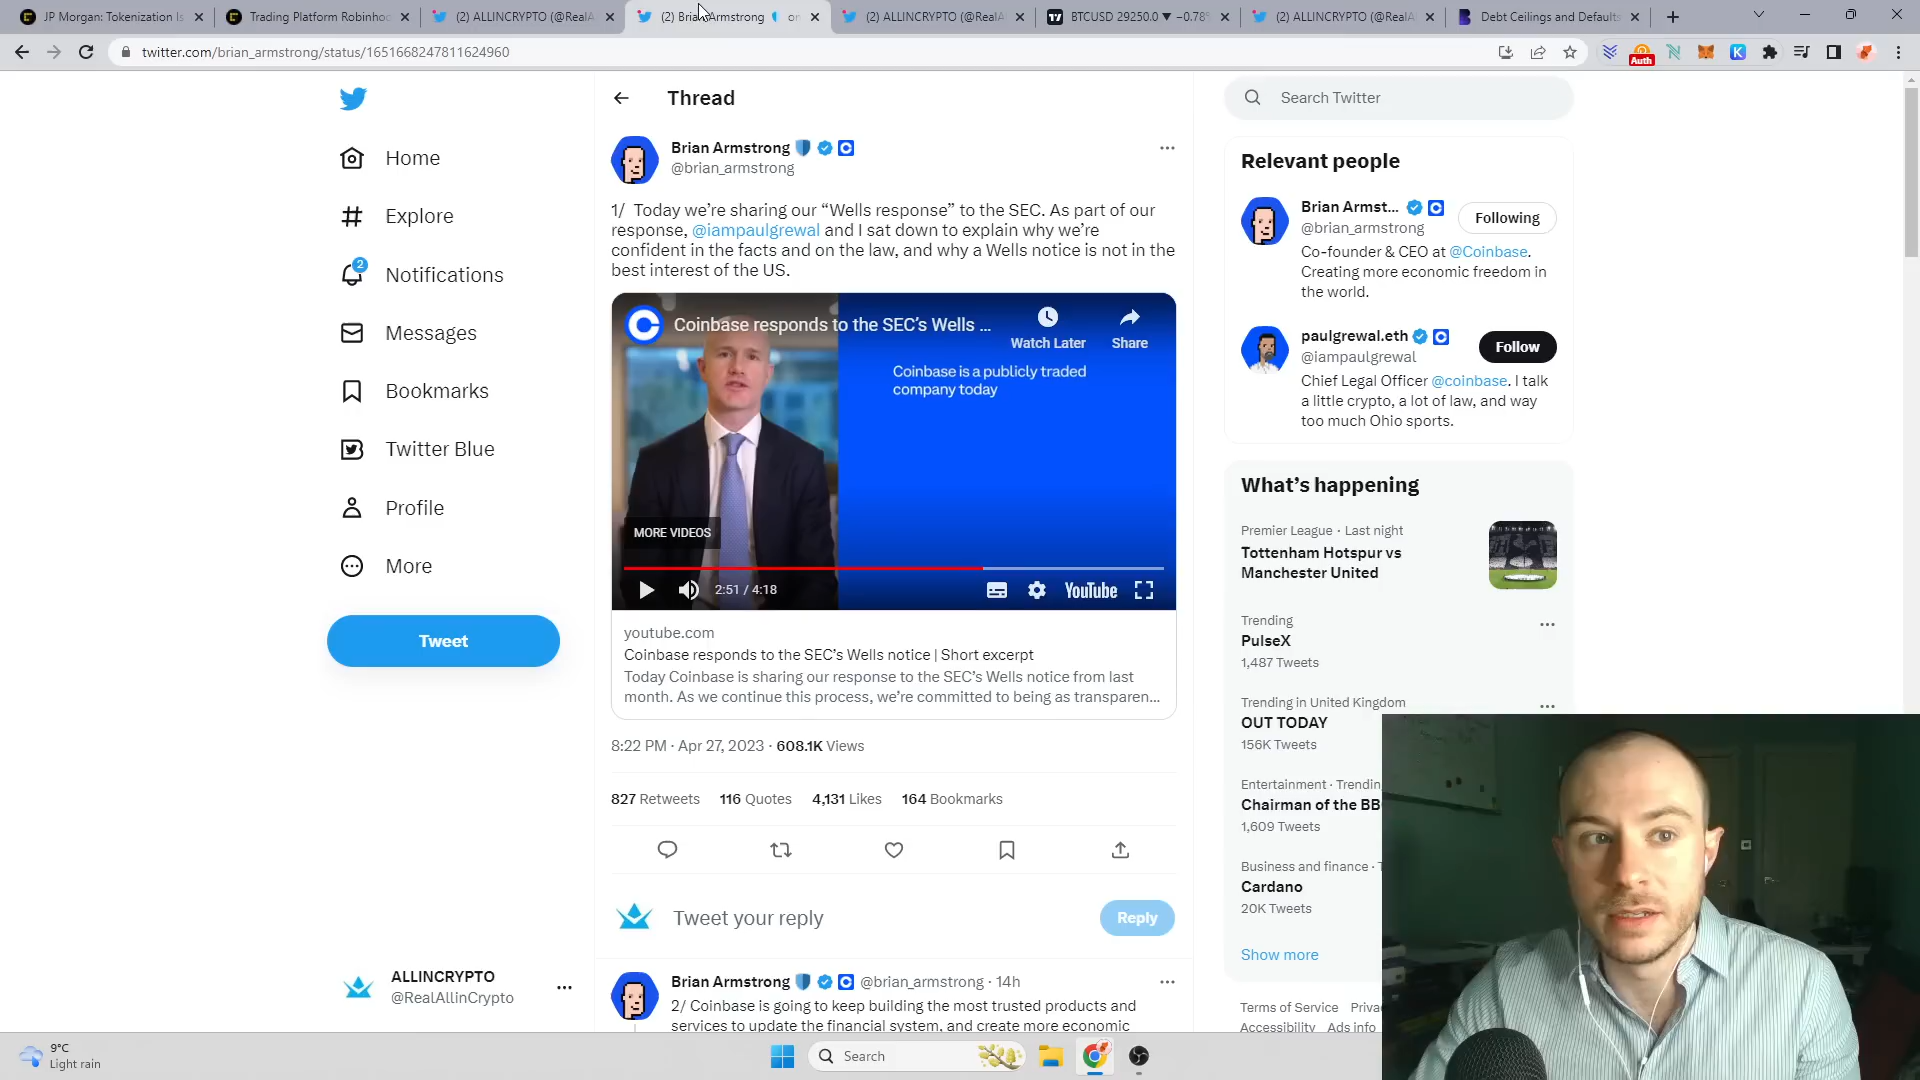 JP Morgan: Tokenization Is
Trading Platform Robinhoo
(2) ALLINCRYPTO (@RealA
(2) Brian Armstrong
on
(2) ALLINCRYPTO (@RealA
BTCUSD 29250.0 ▼ −0.78%
(2) ALLINCRYPTO (@RealA
Debt Ceilings and Defaults
twitter.com/brian_armstrong/status/1651668247811624960
Auth
Home
Explore
2
Notifications
Messages
Bookmarks
Twitter Blue
Profile
More
Tweet
ALLINCRYPTO
@RealAllinCrypto
Thread
Brian Armstrong
@brian_armstrong
1/ Today we’re sharing our “Wells response” to the SEC. As part of our
response, @iampaulgrewal and I sat down to explain why we’re
confident in the facts and on the law, and why a Wells notice is not in the
best interest of the US.
Coinbase responds to the SEC’s Wells ...
Watch Later
Share
Coinbase is a publicly traded
company today
MORE VIDEOS
2:51 / 4:18
YouTube
youtube.com
Coinbase responds to the SEC’s Wells notice | Short excerpt
Today Coinbase is sharing our response to the SEC’s Wells notice from last
month. As we continue this process, we’re committed to being as transparen...
8:22 PM · Apr 27, 2023 · 608.1K Views
827 Retweets 116 Quotes 4,131 Likes 164 Bookmarks
Tweet your reply
Reply
Brian Armstrong @brian_armstrong · 14h
2/ Coinbase is going to keep building the most trusted products and
services to update the financial system, and create more economic
Search Twitter
Relevant people
Brian Armst...
@brian_armstrong
Following
Co-founder & CEO at @Coinbase.
Creating more economic freedom in
the world.
paulgrewal.eth
@iampaulgrewal
Follow
Chief Legal Officer @coinbase. I talk
a little crypto, a lot of law, and way
too much Ohio sports.
What’s happening
Premier League · Last night
Tottenham Hotspur vs
Manchester United
Trending
PulseX
1,487 Tweets
Trending in United Kingdom
OUT TODAY
156K Tweets
Entertainment · Trendin
Chairman of the BB
1,609 Tweets
Business and finance · T
Cardano
20K Tweets
Show more
Terms of Service Priva
Accessibility Ads info
9°C
Light rain
Search